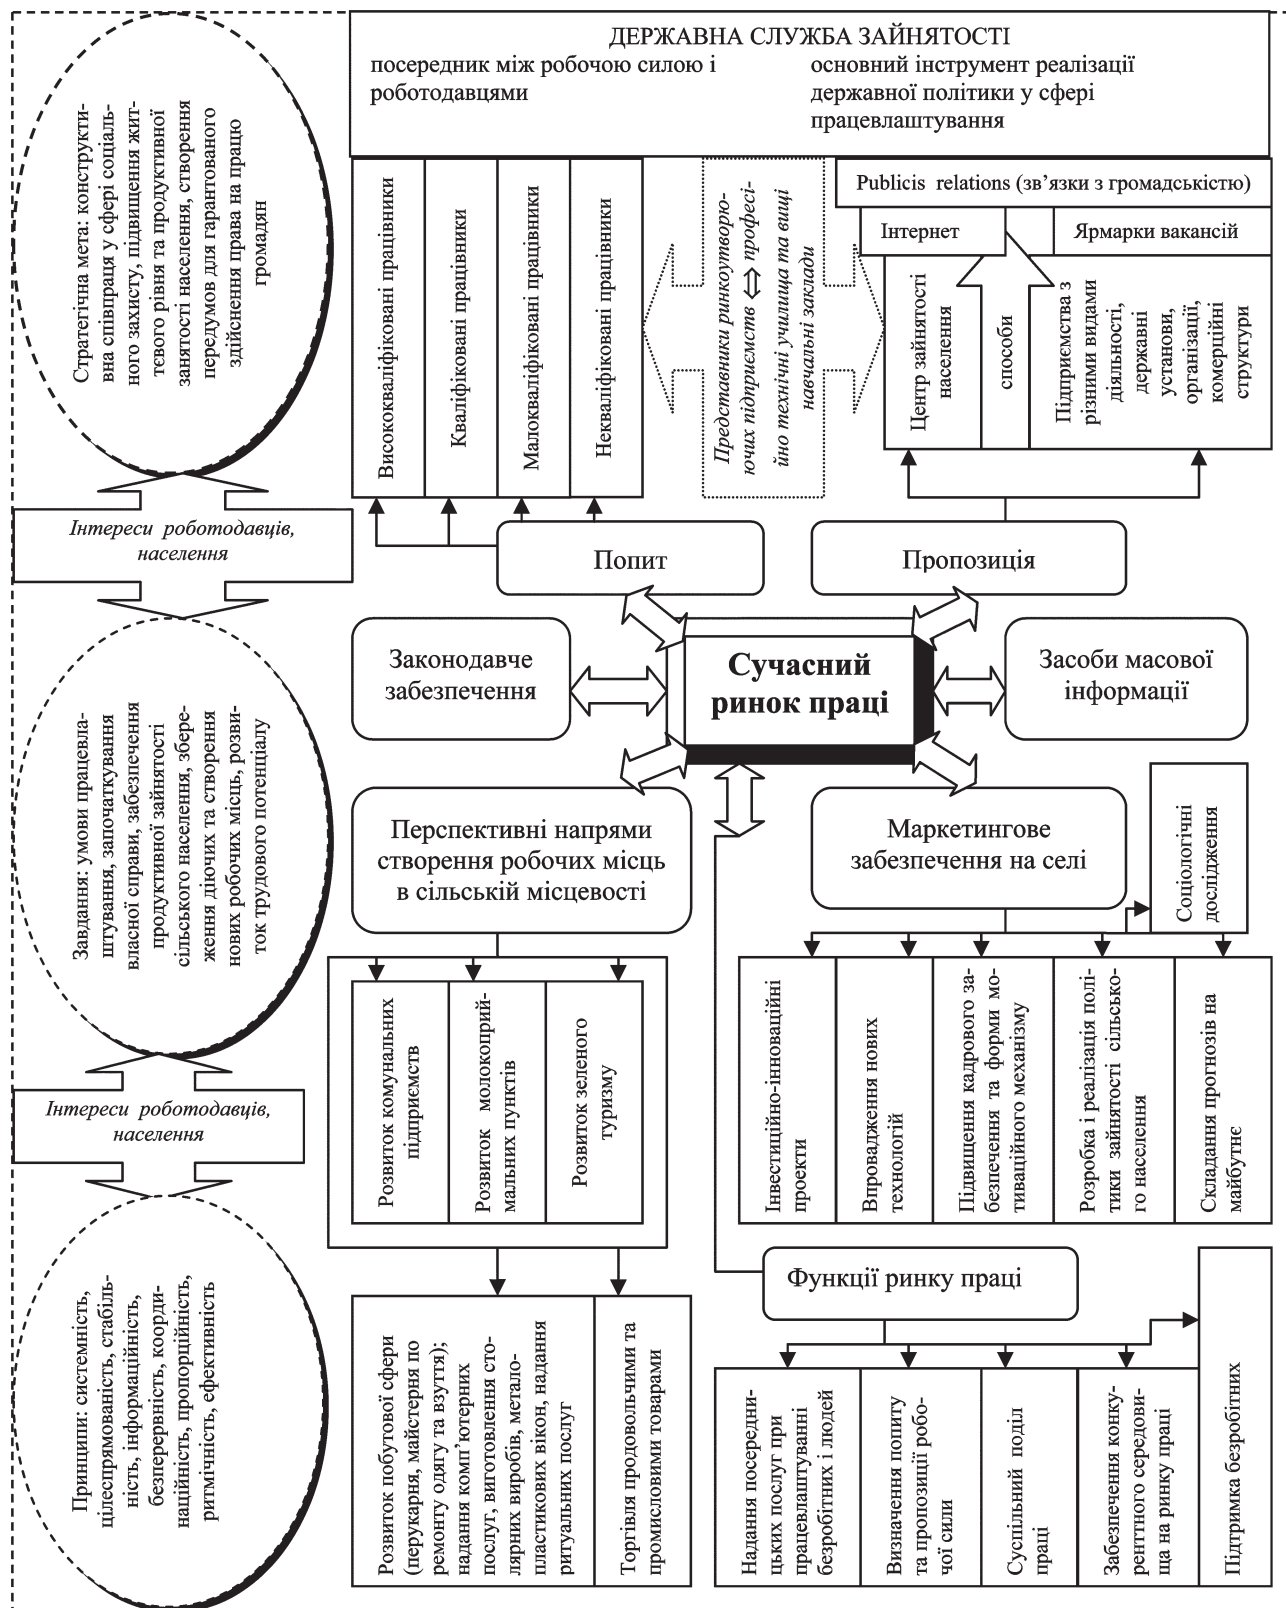 ДЕРЖАВНА СЛУЖБА ЗАЙНЯТОСТІ
посередник між робочою силою і
роботодавцями
основний інструмент реалізації
державної політики у сфері
працевлаштування
Стратегічна мета: конструкти-
вна співпраця у сфері соціаль-
ного захисту, підвищення жит-
тєвого рівня та продуктивної
занятості населення, створення
передумов для гарантованого
здійснення права на працю
громадян
Висококваліфіковані працівники
Кваліфіковані працівники
Малокваліфіковані працівники
Некваліфіковані працівники
Представники ринкоутворю-
ючих підприємств ⇔ професі-
йно технічні училища та вищі
навчальні заклади
Publicis relations (зв’язки з громадськістю)
Інтернет
Ярмарки вакансій
Центр зайнятості
населення
способи
Підприємства з
різними видами
діяльності,
державні
установи,
організації,
комерційні
структури
Інтереси роботодавців,
населення
Попит
Пропозиція
Законодавче
забезпечення
Сучасний
ринок праці
Засоби масової
інформації
Завдання: умови працевла-
штування, започаткування
власної справи, забезпечення
продуктивної зайнятості
сільського населення, збере-
ження діючих та створення
нових робочих місць, розви-
ток трудового потенціалу
Перспективні напрями
створення робочих місць
в сільській місцевості
Маркетингове
забезпечення на селі
Соціологічні
дослідження
Інтереси роботодавців,
населення
Розвиток комунальних
підприємств
Розвиток молокоприй-
мальних пунктів
Розвиток зеленого
туризму
Інвестиційно-інноваційні
проекти
Впровадження нових
технологій
Підвищення кадрового за-
безпечення та форми мо-
тиваційного механізму
Розробка і реалізація полі-
тики зайнятості сільсько-
го населення
Складання прогнозів на
майбутнє
Принципи: системність,
цілеспрямованість, стабіль-
ність, інформаційність,
безперервність, коорди-
наційність, пропорційність,
ритмічність, ефективність
Розвиток побутової сфери
(перукарня, майстерня по
ремонту одягу та взуття);
надання комп’ютерних
послуг, виготовлення сто-
лярних виробів, метало-
пластикових вікон, надання
ритуальних послуг
Торгівля продовольчими та
промисловими товарами
Функції ринку праці
Надання посередни-
цьких послуг при
працевлаштуванні
безробітних і людей
Визначення попиту
та пропозиції робо-
чої сили
Суспільний поділ
праці
Забезпечення конку-
ренттного середови-
ща на ринку праці
Підтримка безробітних